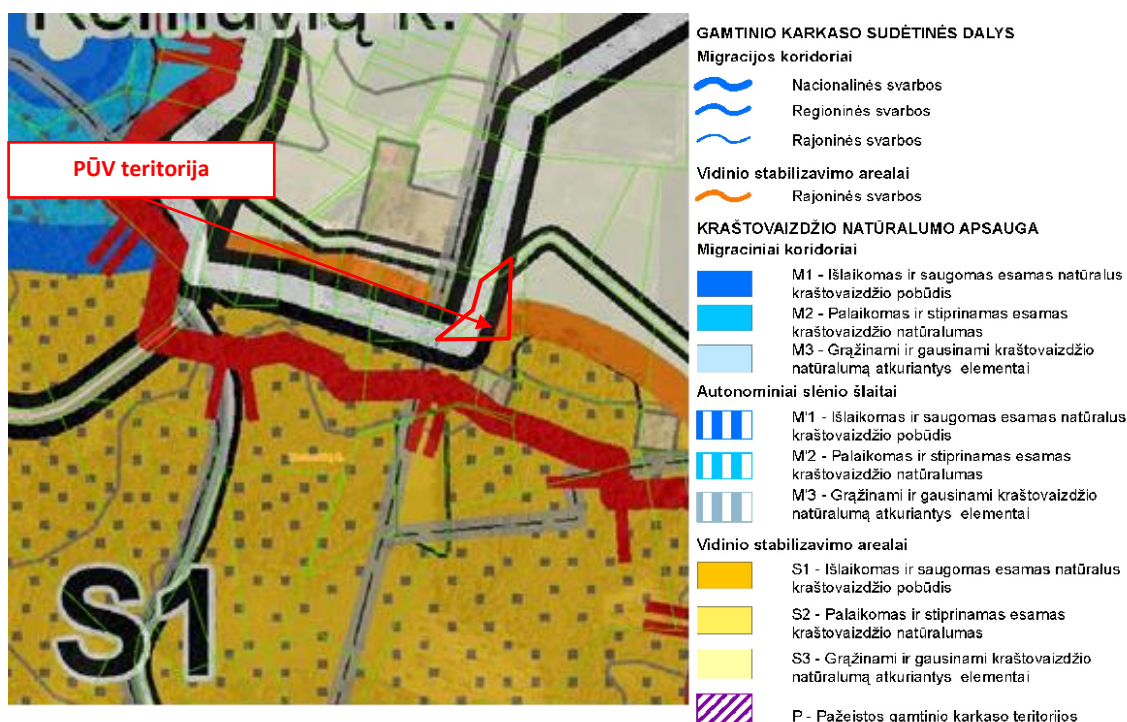 PŪV teritorija
S1
GAMTINIO KARKASO SUDĖTINĖS DALYS
Migracijos koridoriai
Nacionalinės svarbos
Regioninės svarbos
Rajoninės svarbos
Vidinio stabilizavimo arealai
Rajoninės svarbos
KRAŠTOVAIZDŽIO NATŪRALUMO APSAUGA
Migraciniai koridoriai
M1 - Išlaikomas ir saugomas esamas natūralus
kraštovaizdžio pobūdis
M2 - Palaikomas ir stiprinamas esamas
kraštovaizdžio natūralumas
M3 - Grąžinami ir gausinami kraštovaizdžio
natūralumą atkuriantys elementai
Autonominiai slėnio šlaitai
M'1 - Išlaikomas ir saugomas esamas natūralus
kraštovaizdžio pobūdis
M'2 - Palaikomas ir stiprinamas esamas
kraštovaizdžio natūralumas
M'3 - Grąžinami ir gausinami kraštovaizdžio
natūralumą atkuriantys elementai
Vidinio stabilizavimo arealai
S1 - Išlaikomas ir saugomas esamas natūralus
kraštovaizdžio pobūdis
S2 - Palaikomas ir stiprinamas esamas
kraštovaizdžio natūralumas
S3 - Grąžinami ir gausinami kraštovaizdžio
natūralumą atkuriantys elementai
P - Pažeistos gamtinio karkaso teritorijos